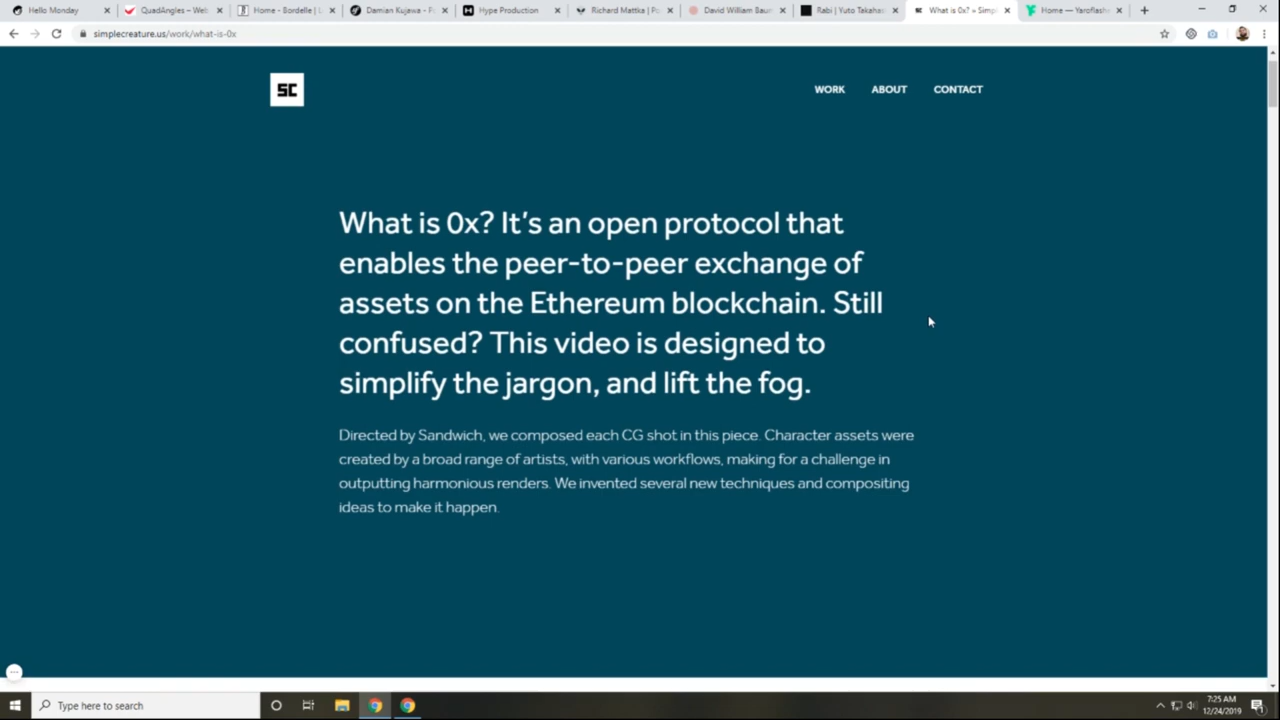 Hello Monday
QuadAngles – Wel
Home - Bordelle | L
Damian Kujawa - Po
Hype Production
Richard Mattka | Po
David William Baum
Rabi | Yuto Takahas
What is 0x? » Simp
Home — Yaroflash
simplecreature.us/work/what-is-0x
SC
WORK
ABOUT
CONTACT
What is 0x? It’s an open protocol that
enables the peer-to-peer exchange of
assets on the Ethereum blockchain. Still
confused? This video is designed to
simplify the jargon, and lift the fog.
Directed by Sandwich, we composed each CG shot in this piece. Character assets were
created by a broad range of artists, with various workflows, making for a challenge in
outputting harmonious renders. We invented several new techniques and compositing
ideas to make it happen.
Type here to search
7:25 AM
12/24/2019